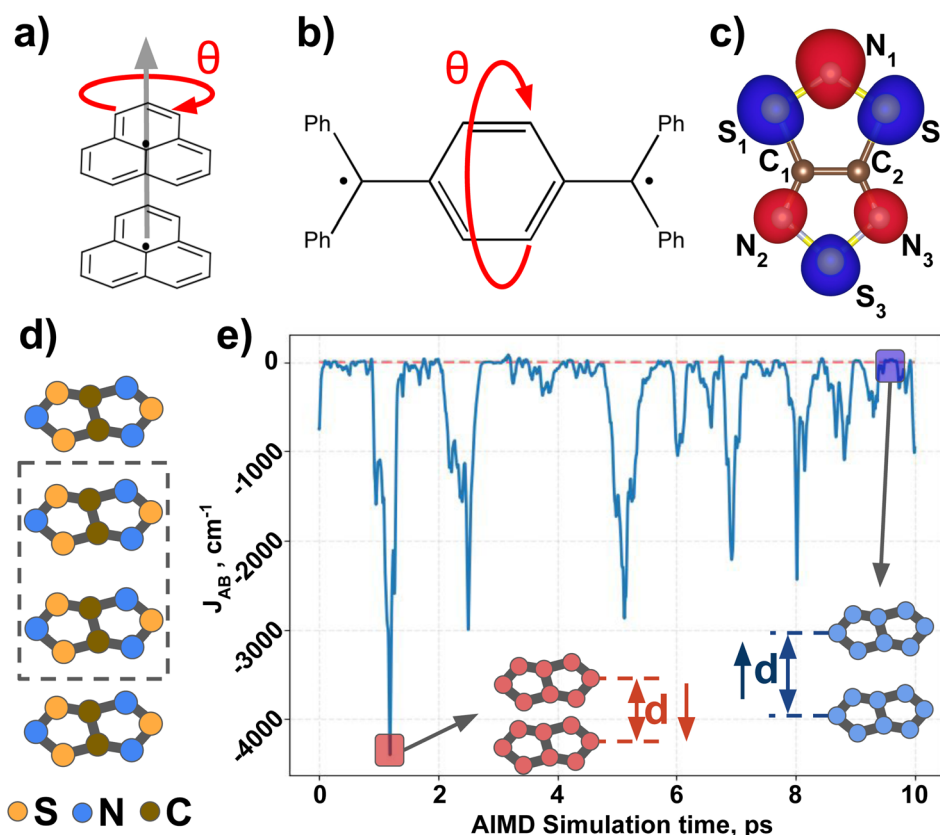 a)
θ
b)
θ
Ph
Ph
Ph
Ph
c)
N1
S1
S
C1
C2
N2
N3
S3
d)
S N C
e)
0
-1000
-2000
-3000
-4000
JAB, cm-1
d
d
0 2 4 6 8 10
AIMD Simulation time, ps